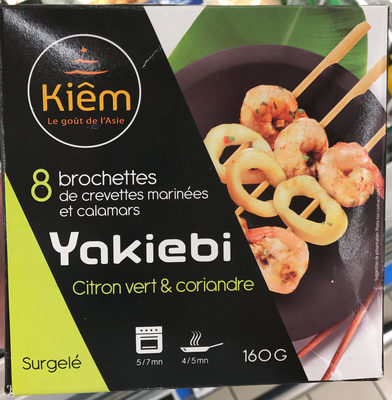 Kiêm
Le goût de l'Asie
8 brochettes
de crevettes marinées
et calamars
Yakiebi
Citron vert & coriandre
5/7mn
4/5mn
160G
Surgelé